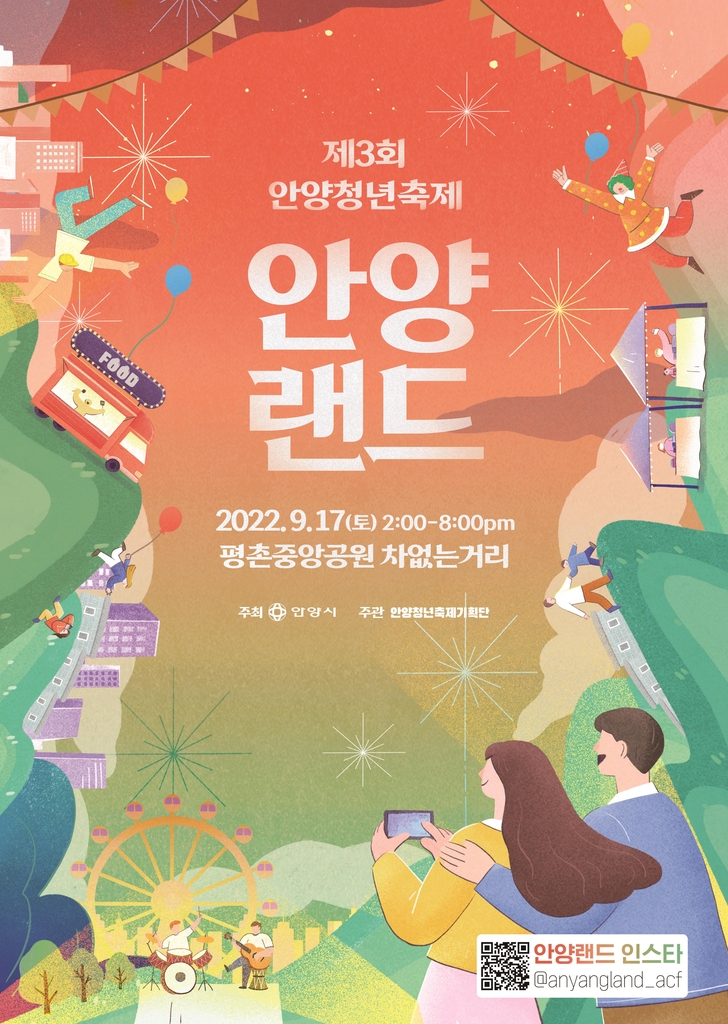 제3회
안양청년축제
안양
랜드
FOOD
2022.9.17(토) 2:00-8:00pm
평촌중앙공원 차없는거리
주최 안양시 주관 안양청년축제기획단
안양랜드 인스타
@anyangland_acf